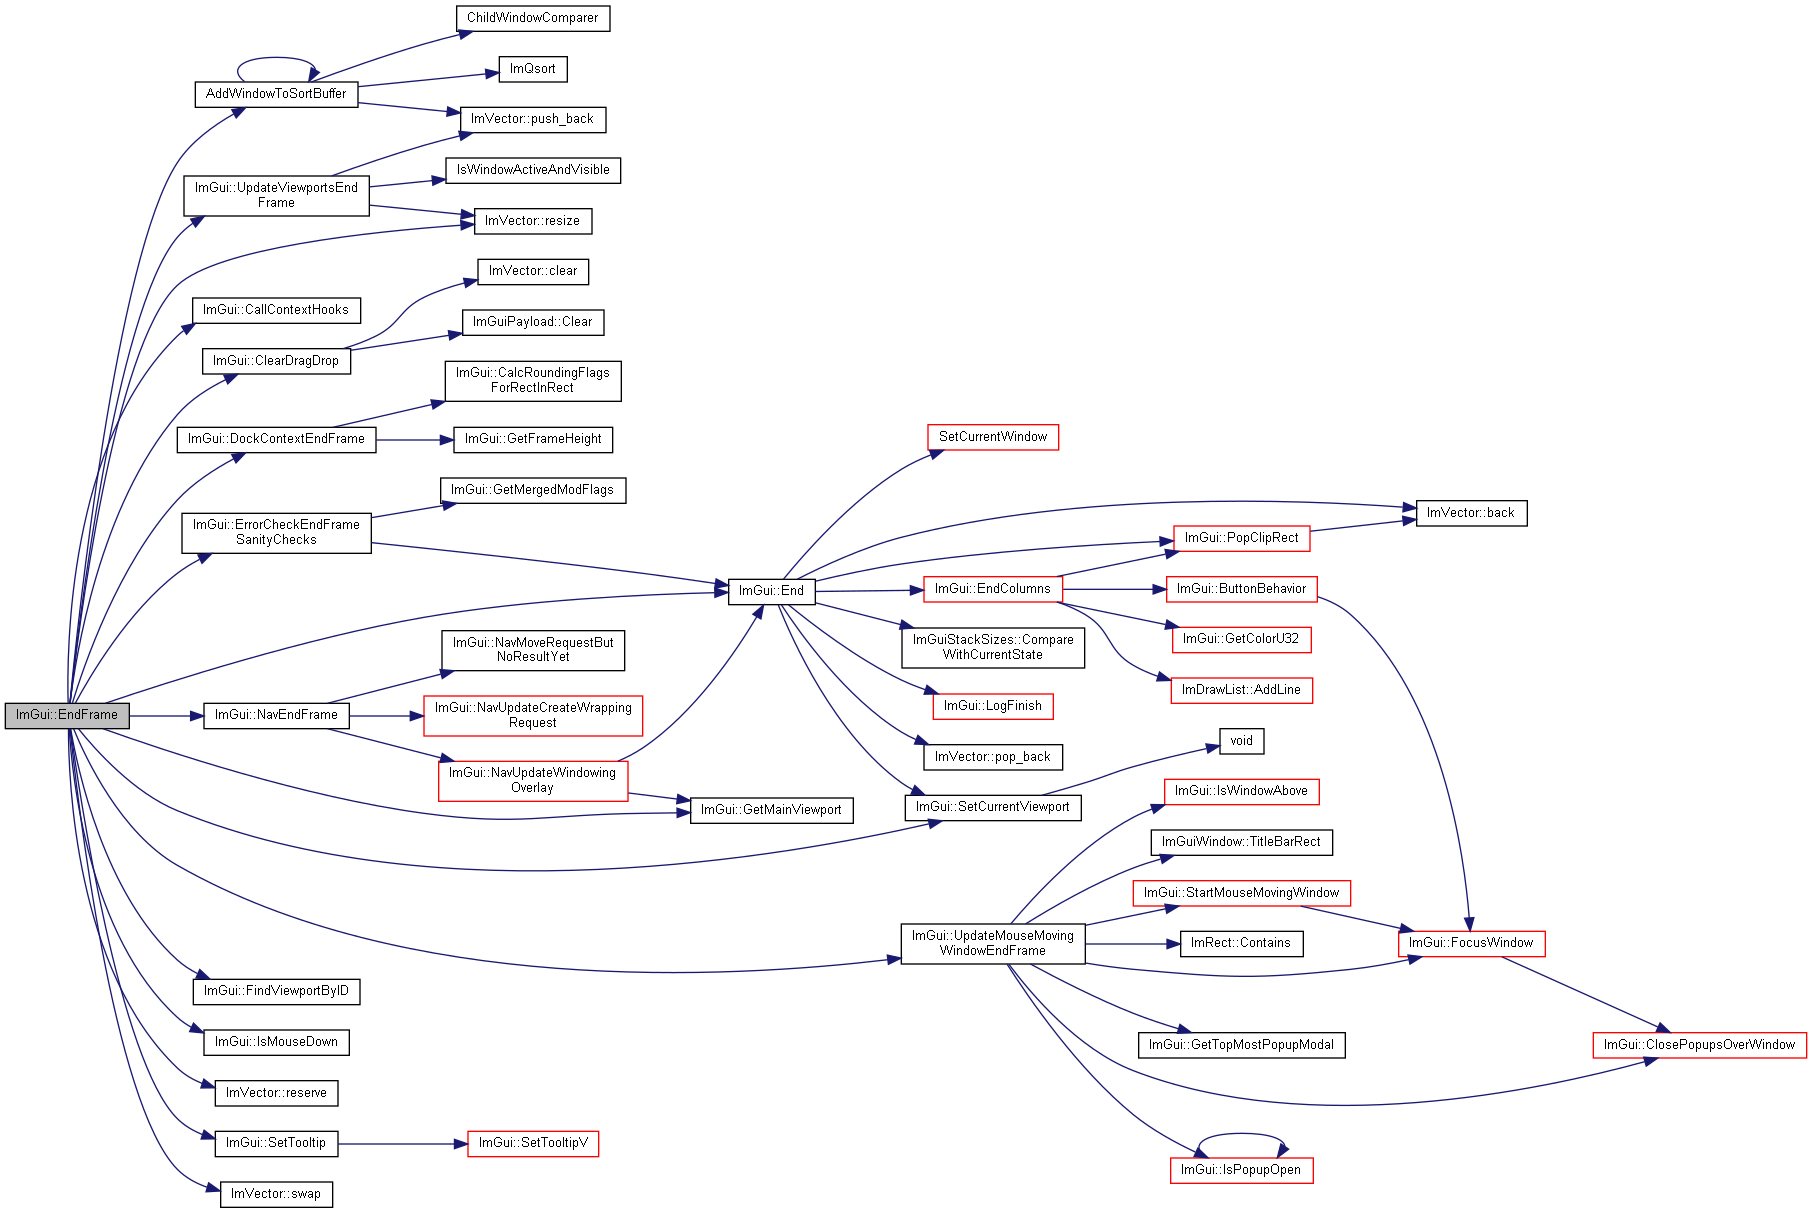 ChildWindowComparer
ImQsort
AddWindowToSortBuffer
ImVector::push_back
IsWindowActiveAndVisible
ImGui::UpdateViewportsEnd
Frame
ImVector::resize
ImVector::clear
ImGui::CallContextHooks
ImGuiPayload::Clear
ImGui::ClearDragDrop
ImGui::CalcRoundingFlags
ForRectInRect
ImGui::DockContextEndFrame
ImGui::GetFrameHeight
SetCurrentWindow
ImGui::GetMergedModFlags
ImGui::ErrorCheckEndFrame
SanityChecks
ImVector::back
ImGui::PopClipRect
ImGui::End
ImGui::EndColumns
ImGui::ButtonBehavior
ImGuiStackSizes::Compare
WithCurrentState
ImGui::GetColorU32
ImGui::NavMoveRequestBut
NoResultYet
ImDrawList::AddLine
ImGui::LogFinish
ImGui::EndFrame
ImGui::NavEndFrame
ImGui::NavUpdateCreateWrapping
Request
void
ImVector::pop_back
ImGui::NavUpdateWindowing
Overlay
ImGui::GetMainViewport
ImGui::SetCurrentViewport
ImGui::IsWindowAbove
ImGuiWindow::TitleBarRect
ImGui::StartMouseMovingWindow
ImGui::UpdateMouseMoving
WindowEndFrame
ImRect::Contains
ImGui::FocusWindow
ImGui::FindViewportByID
ImGui::IsMouseDown
ImGui::GetTopMostPopupModal
ImGui::ClosePopupsOverWindow
ImVector::reserve
ImGui::SetTooltip
ImGui::SetTooltipV
ImGui::IsPopupOpen
ImVector::swap